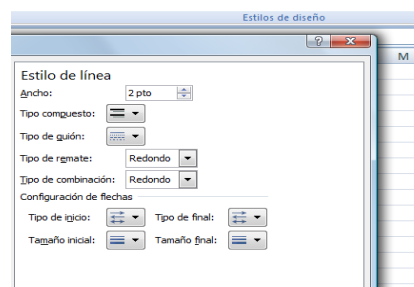 Estilos de diseño
M
Estilo de línea
Ancho: 2 pto
Tipo compuesto:
Tipo de guión:
Tipo de remate: Redondo
Tipo de combinación: Redondo
Configuración de flechas
Tipo de inicio: Tipo de final:
Tamaño inicial: Tamaño final: